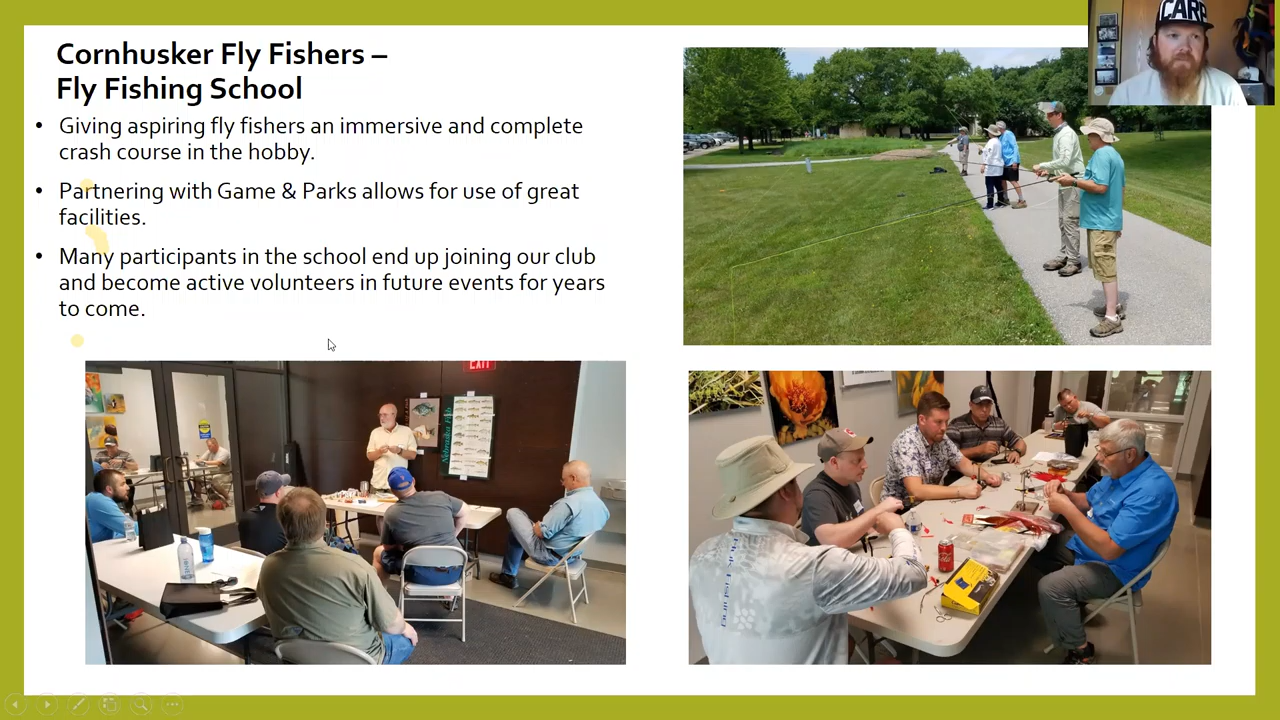 CARP
Cornhusker Fly Fishers –
Fly Fishing School
• Giving aspiring fly fishers an immersive and complete
crash course in the hobby.
• Partnering with Game & Parks allows for use of great
facilities.
• Many participants in the school end up joining our club
and become active volunteers in future events for years
to come.
EXIT